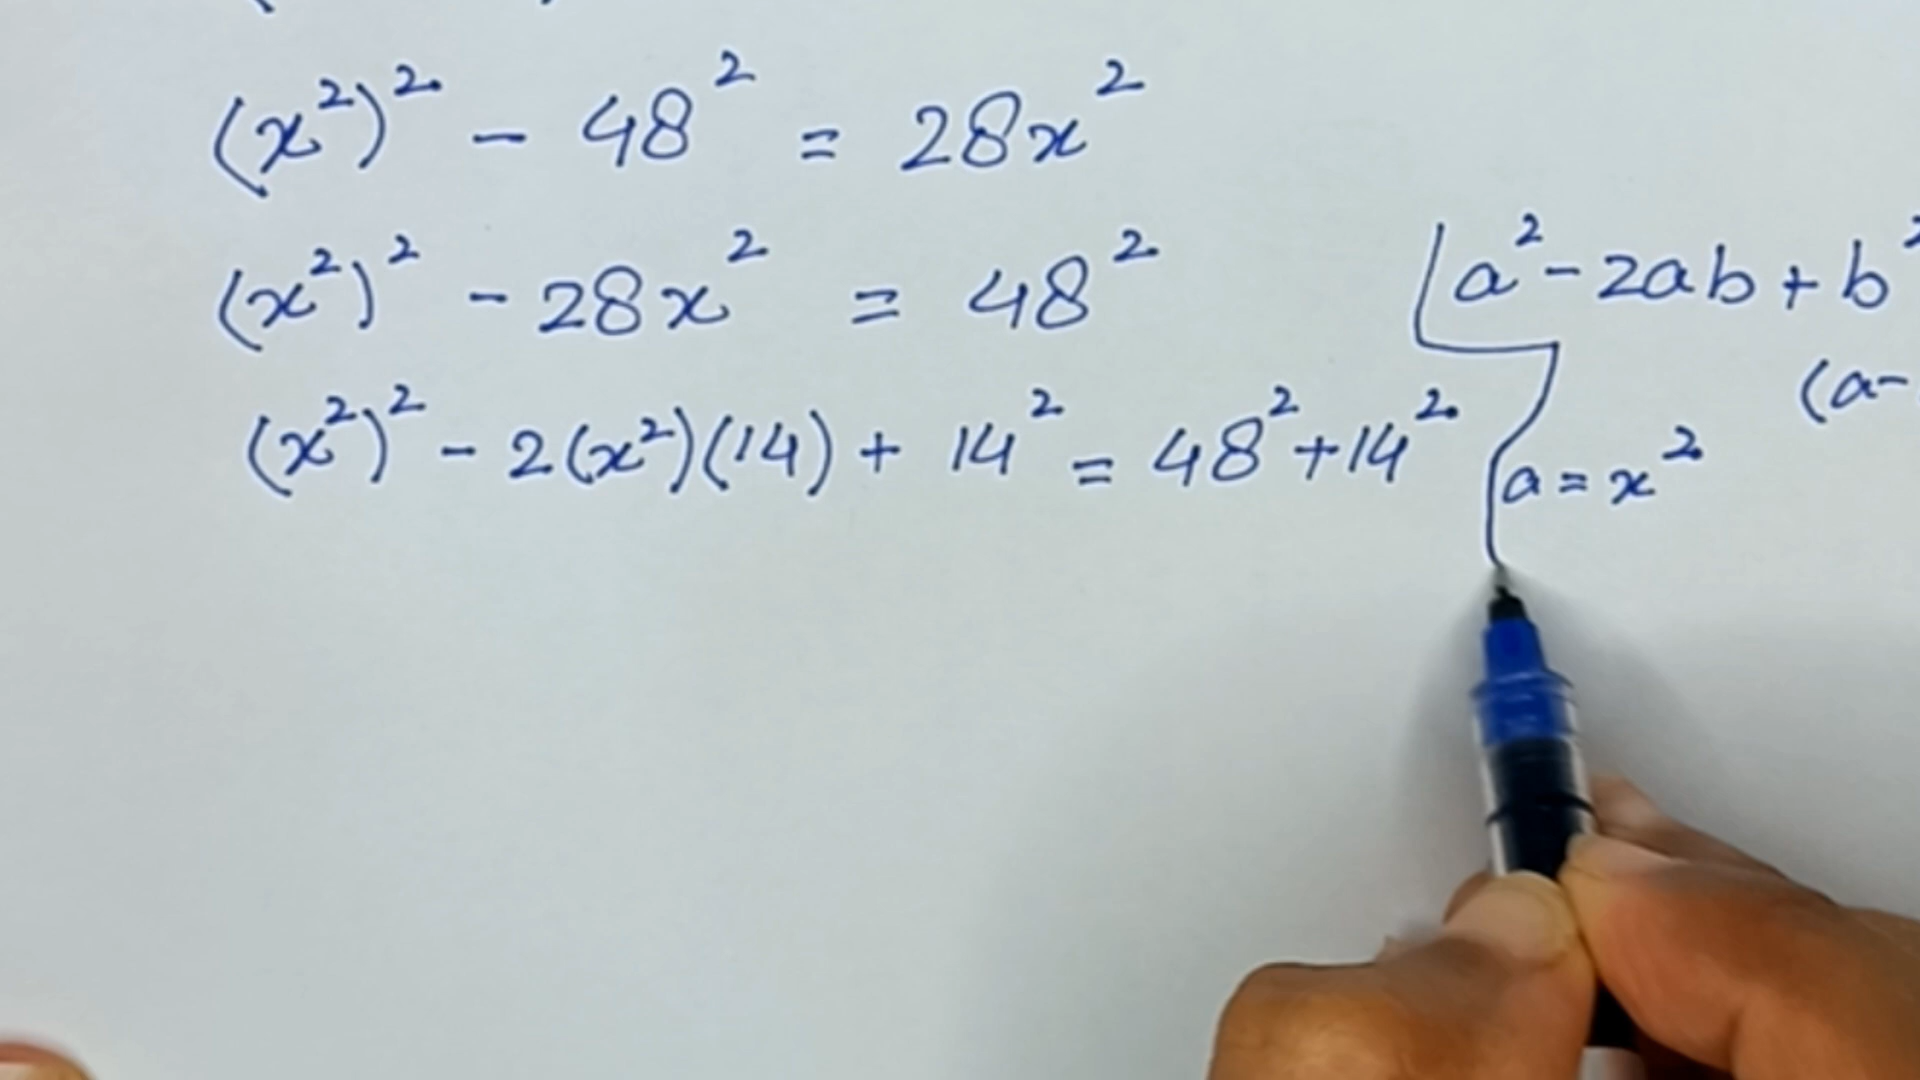 (x²)² - 48² = 28x²
(x²)² - 28x² = 48²
(x²)² - 2(x²)(14) + 14² = 48² + 14²
a² - 2ab + b²
(a-
a = x²